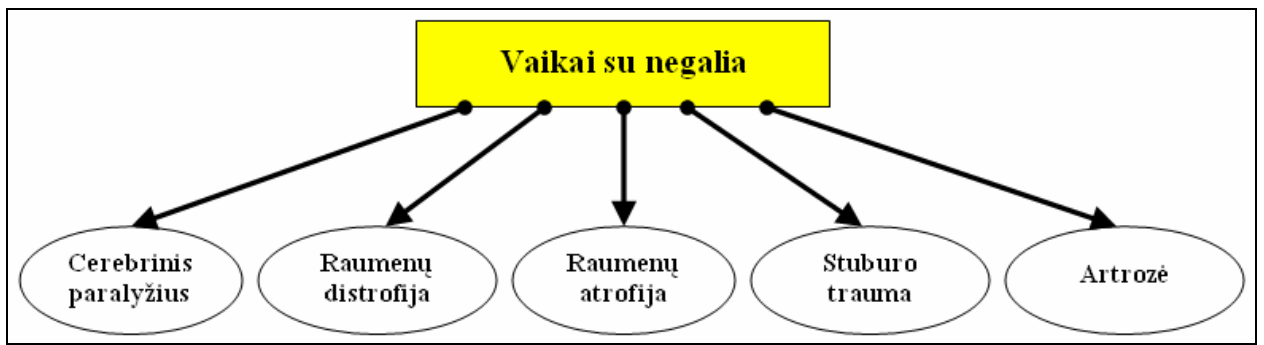 Vaikai su negalia
Cerebrinis
paralyžius
Raumenų
distrofija
Raumenų
atrofija
Stuburo
trauma
Artrozė